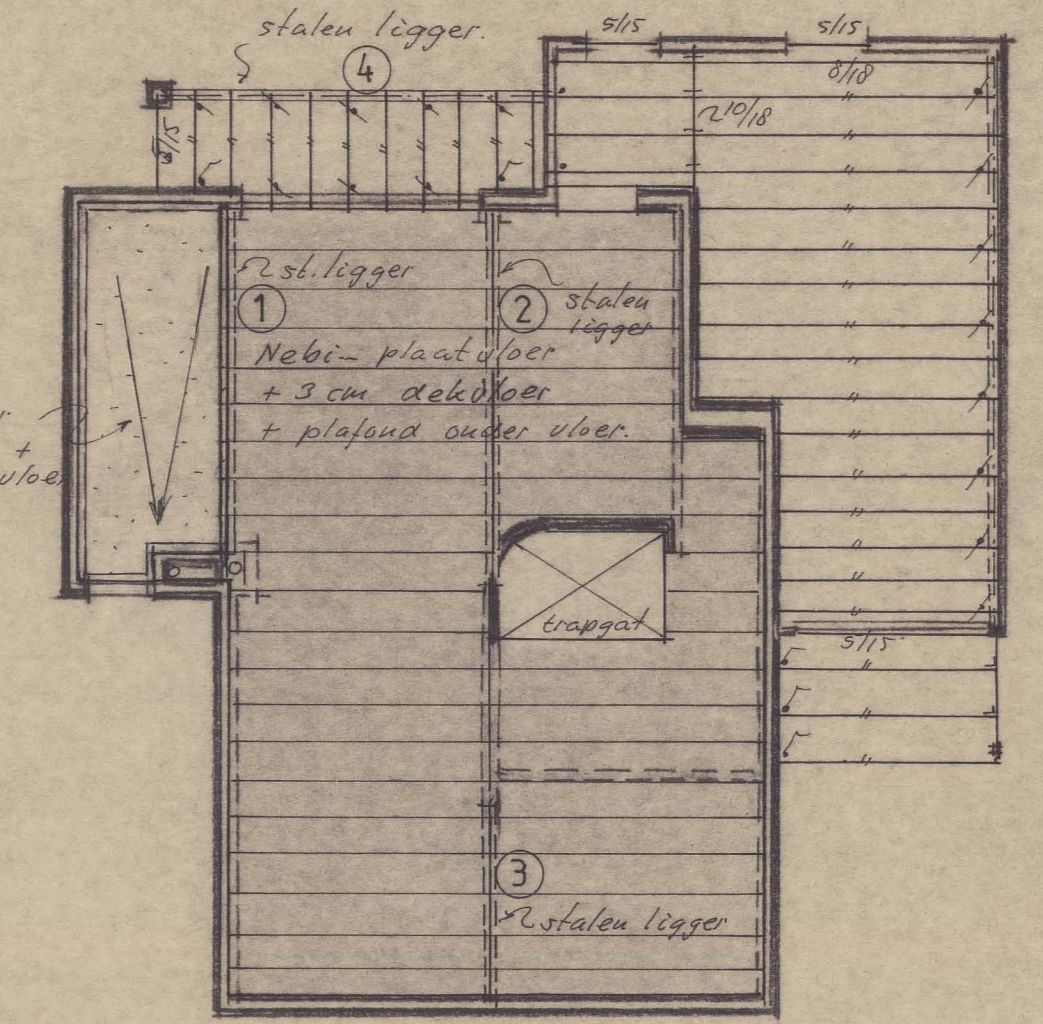 stalen ligger.
4
5/15
5/15
8/18
10/18
5/15
st. ligger
1
2
stalen
ligger
Nebi- plaatvloer
+ 3 cm dekvloer
+ plafond onder vloer.
+
vloer
trapgat
5/15
3
stalen ligger